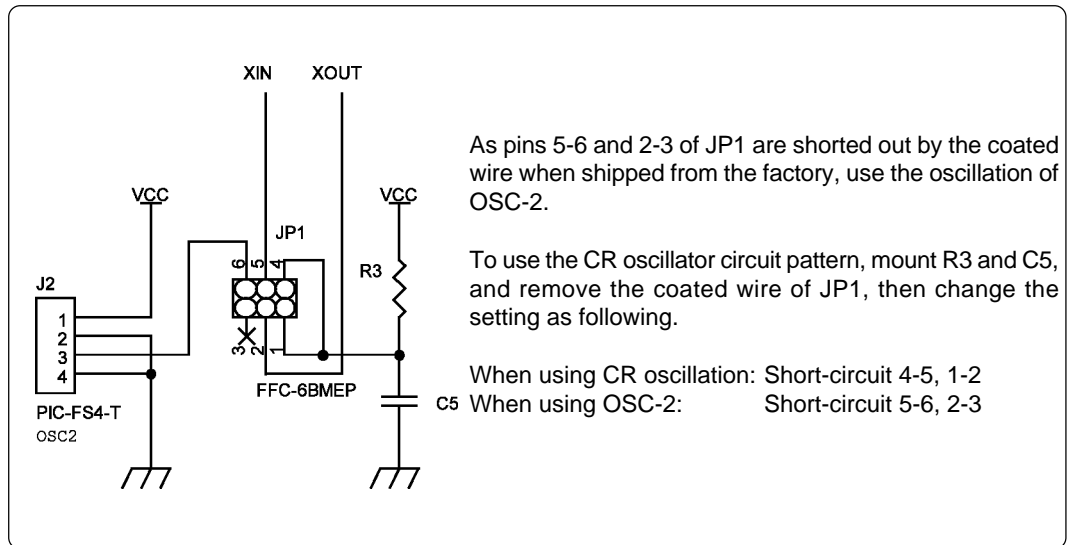 XIN XOUT
VCC
VCC
JP1
6 5 4
R3
J2
1
2
3
4
3 2 1
FFC-6BMEP
C5
PIC-FS4-T
OSC2
As pins 5-6 and 2-3 of JP1 are shorted out by the coated
wire when shipped from the factory, use the oscillation of
OSC-2.
To use the CR oscillator circuit pattern, mount R3 and C5,
and remove the coated wire of JP1, then change the
setting as following.
When using CR oscillation: Short-circuit 4-5, 1-2
When using OSC-2: Short-circuit 5-6, 2-3